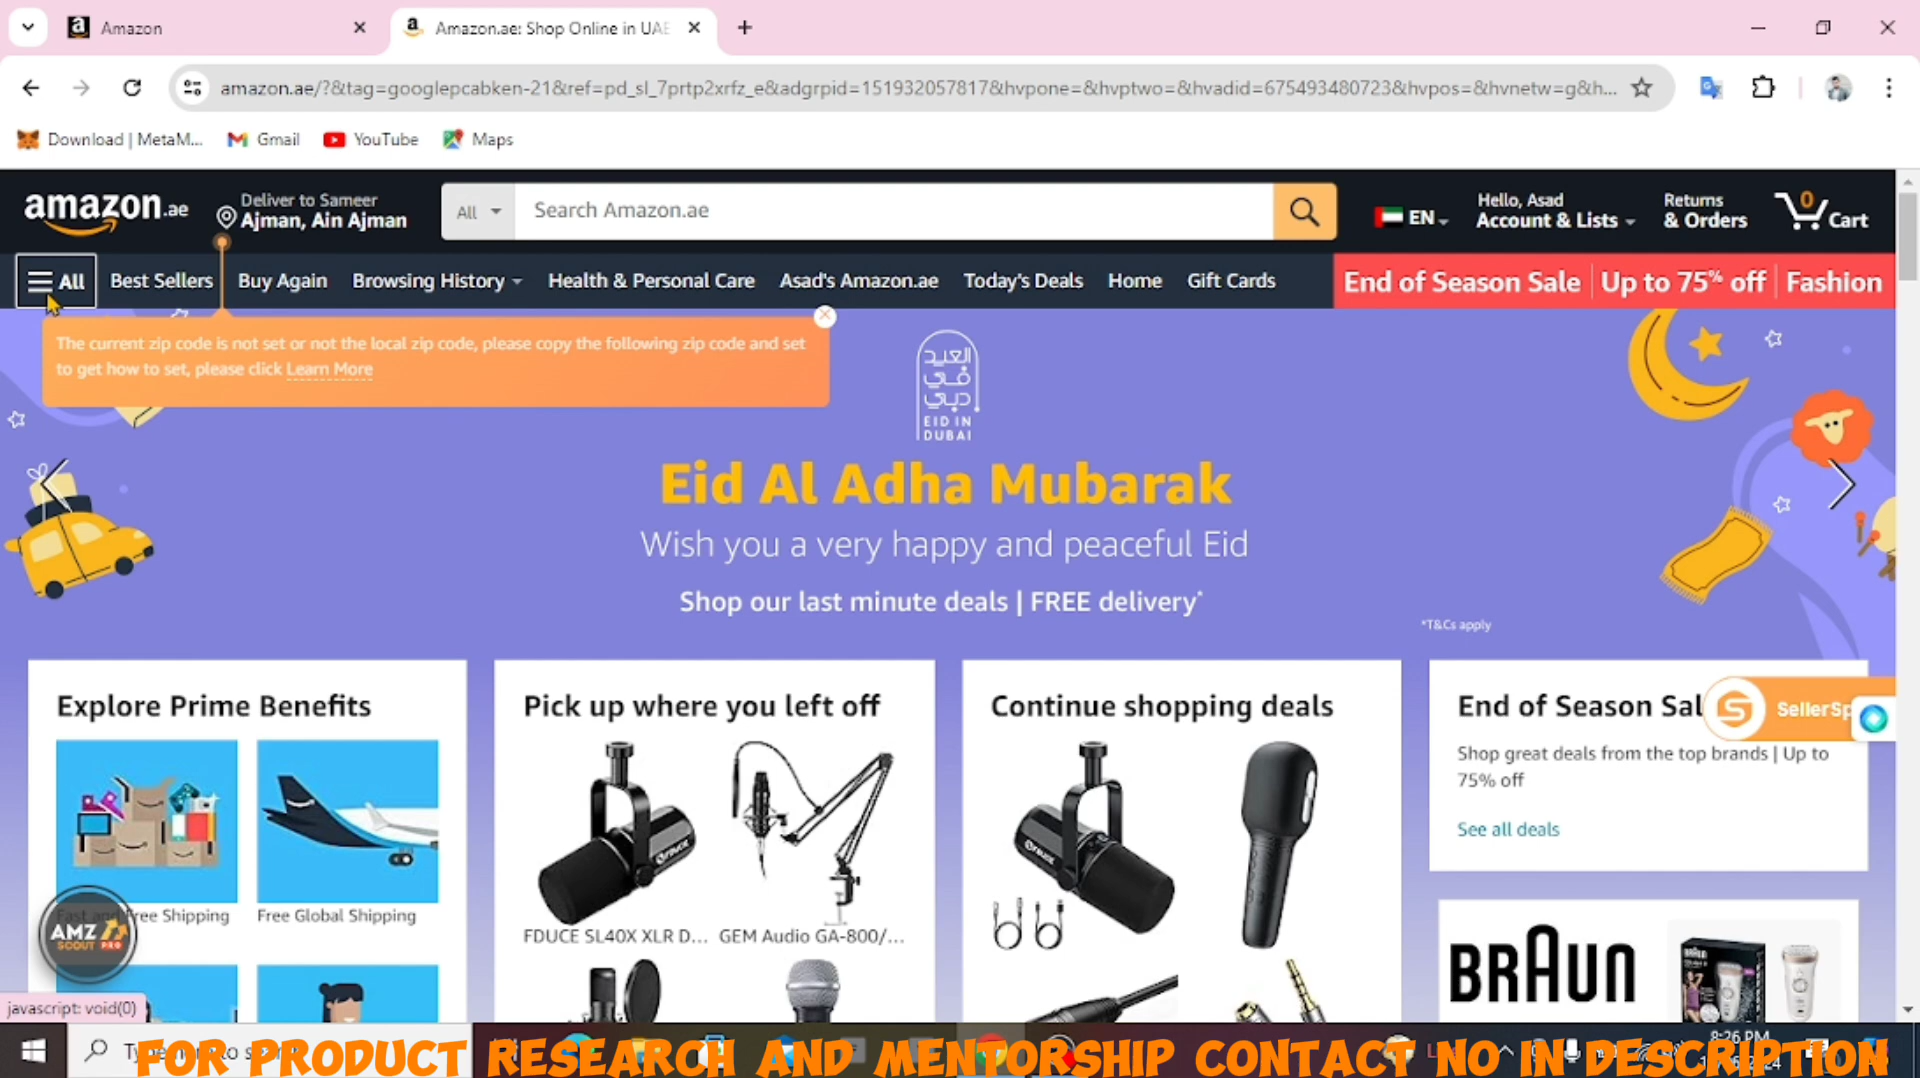 Amazon
Amazon.ae: Shop Online in UAE
amazon.ae/?&tag=googlepcabken-21&ref=pd_sl_7prtp2xrfz_e&adgrpid=151932057817&hvpone=&hvptwo=&hvadid=675493480723&hvpos=&hvnetw=g&h...
Download | MetaM...
Gmail
YouTube
Maps
amazon.ae
Deliver to Sameer
Ajman, Ain Ajman
All
Search Amazon.ae
EN
Hello, Asad
Account & Lists
Returns
& Orders
0
Cart
All
Best Sellers
Buy Again
Browsing History
Health & Personal Care
Asad's Amazon.ae
Today's Deals
Home
Gift Cards
End of Season Sale | Up to 75% off | Fashion
The current zip code is not set or not the local zip code, please copy the following zip code and set
to get how to set, please click Learn More
العيد
في
دبي
EID IN
DUBAI
Eid Al Adha Mubarak
Wish you a very happy and peaceful Eid
Shop our last minute deals | FREE delivery*
*T&Cs apply
Explore Prime Benefits
Pick up where you left off
Continue shopping deals
End of Season Sal
SellerSp
Shop great deals from the top brands | Up to
75% off
See all deals
Fast and Free Shipping
Free Global Shipping
FDUCE SL40X XLR D...
GEM Audio GA-800/...
AMZ
SCOUT PRO
BRAUN
javascript: void(0)
8:26 PM
FOR PRODUCT RESEARCH AND MENTORSHIP CONTACT NO IN DESCRIPTION